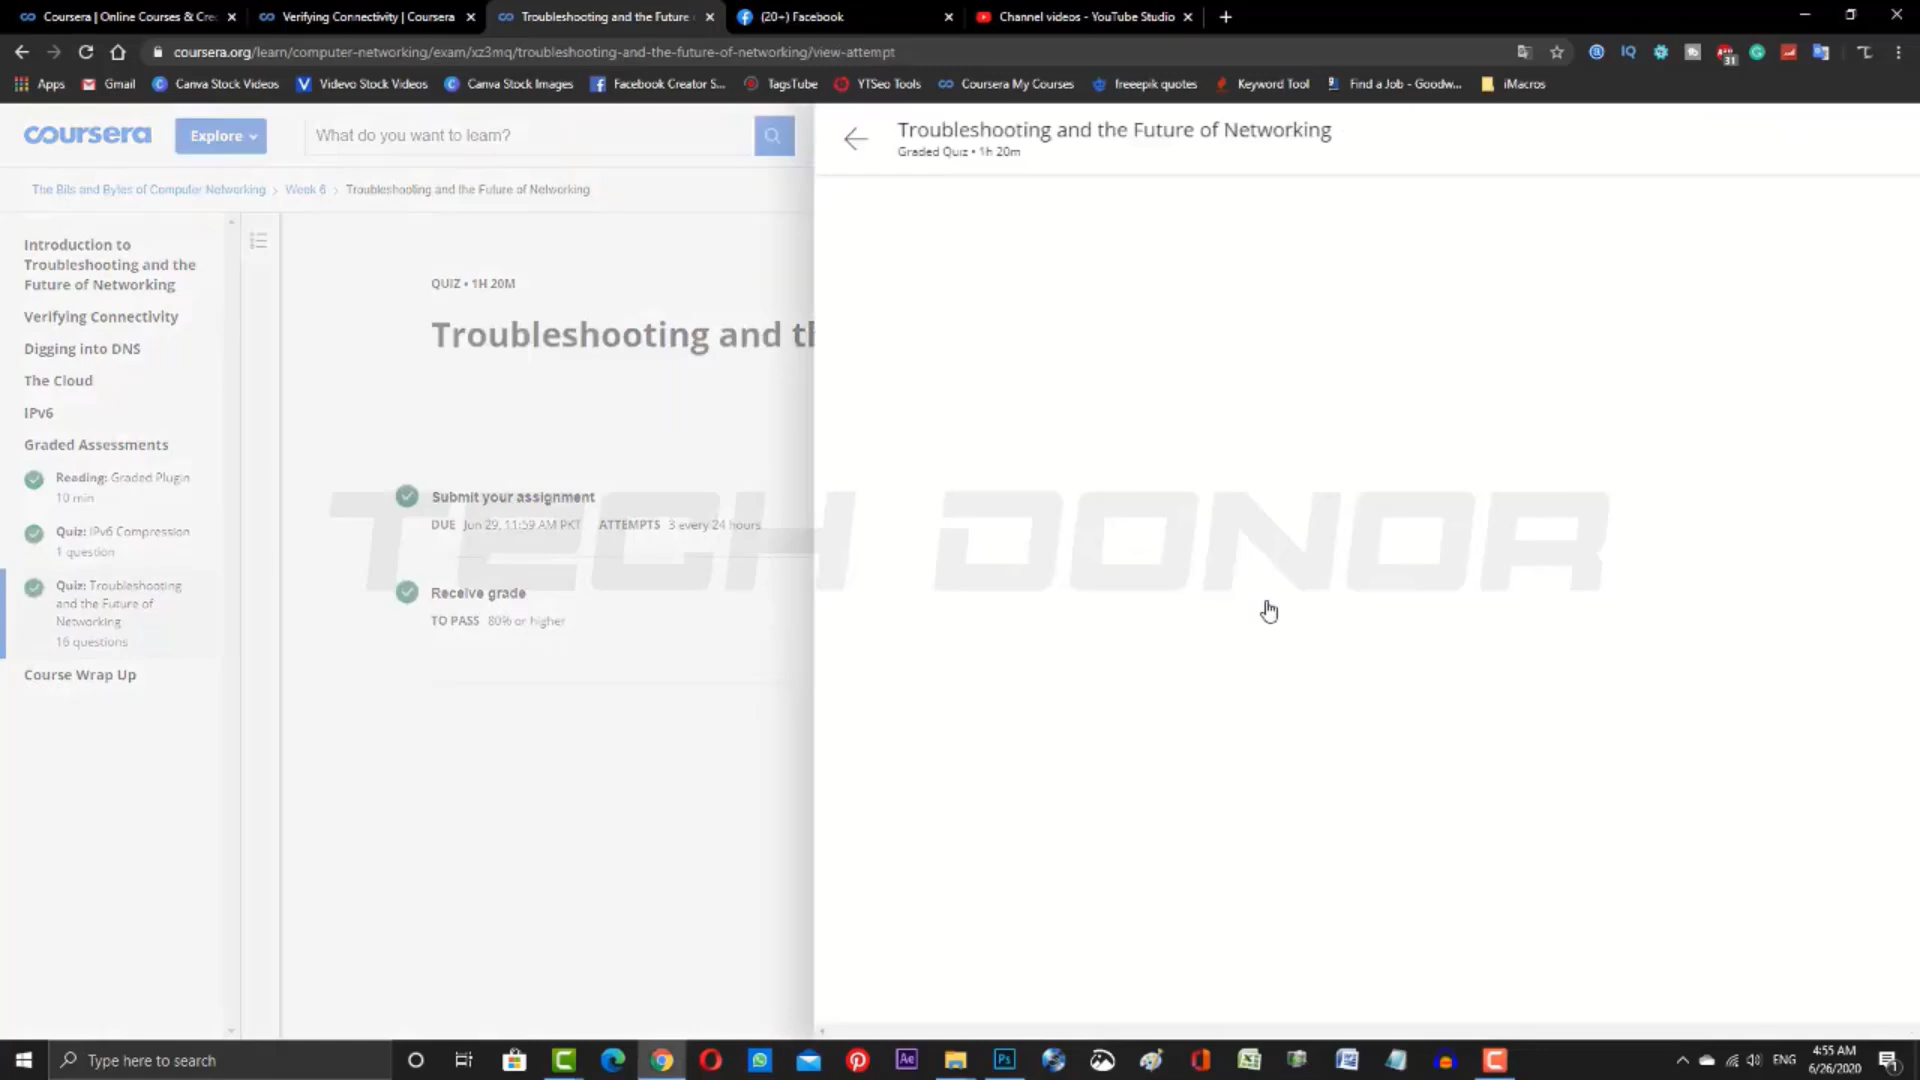 Coursera | Online Courses & Cre
Verifying Connectivity | Coursera
Troubleshooting and the Future
(20+) Facebook
Channel videos - YouTube Studio
coursera.org/learn/computer-networking/exam/xz3mq/troubleshooting-and-the-future-of-networking/view-attempt
31
Apps
Gmail
Canva Stock Videos
Videvo Stock Videos
Canva Stock Images
Facebook Creator S...
TagsTube
YTSeo Tools
Coursera My Courses
freeepik quotes
Keyword Tool
Find a Job - Goodw...
iMacros
coursera
Explore
What do you want to learn?
The Bits and Bytes of Computer Networking > Week 6 > Troubleshooting and the Future of Networking
Introduction to
Troubleshooting and the
Future of Networking
Verifying Connectivity
Digging into DNS
The Cloud
IPv6
Graded Assessments
Reading: Graded Plugin
10 min
Quiz: IPv6 Compression
1 question
Quiz: Troubleshooting
and the Future of
Networking
16 questions
Course Wrap Up
QUIZ • 1H 20M
Troubleshooting and th
Submit your assignment
DUE Jun 29, 11:59 AM PKT ATTEMPTS 3 every 24 hours
Receive grade
TO PASS 80% or higher
Troubleshooting and the Future of Networking
Graded Quiz • 1h 20m
TECH DONOR
Type here to search
Ae
Ps
ENG
4:55 AM
6/26/2020
1